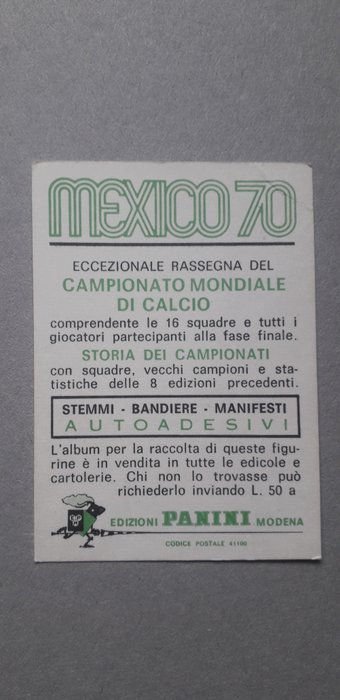 MEXICO 70
ECCEZIONALE RASSEGNA DEL
CAMPIONATO MONDIALE
DI CALCIO
comprendente le 16 squadre e tutti i
giocatori partecipanti alla fase finale.
STORIA DEI CAMPIONATI
con squadre, vecchi campioni e sta-
tistiche delle 8 edizioni precedenti.
STEMMI - BANDIERE - MANIFESTI
AUTOADESIVI
L'album per la raccolta di queste figu-
rine è in vendita in tutte le edicole e
cartolerie. Chi non lo trovasse può
richiederlo inviando L. 50 a
EDIZIONI PANINI MODENA
CODICE POSTALE 41100